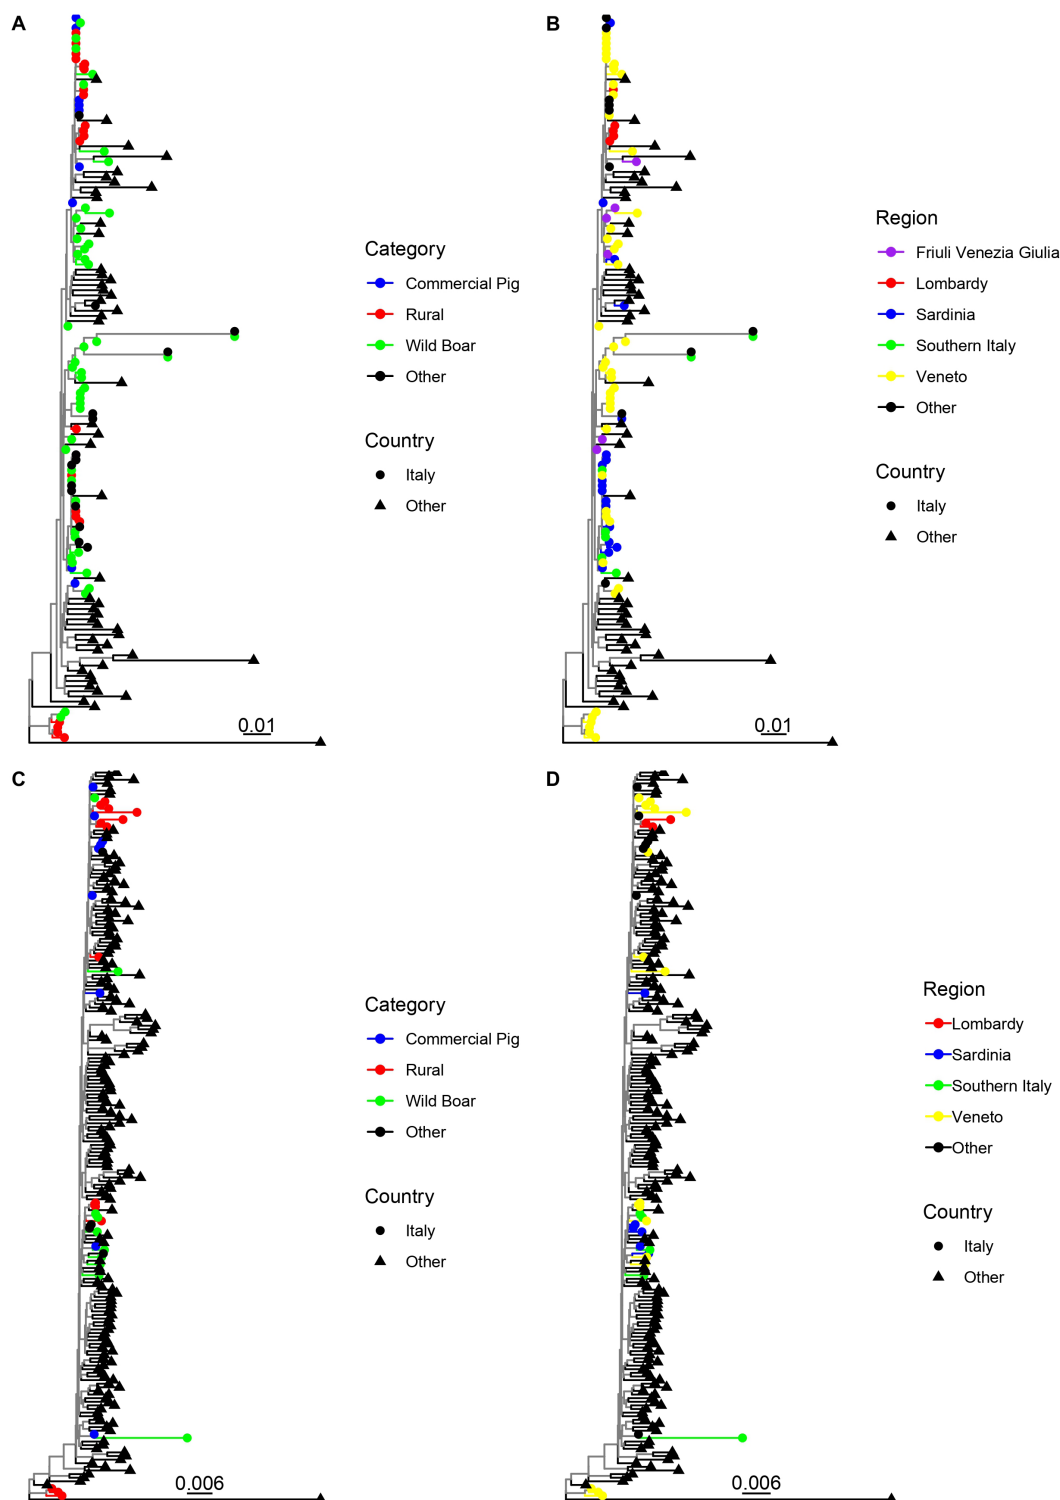 A
Category
Commercial Pig
Rural
Wild Boar
Other
Country
Italy
Other
0.01
B
Region
Friuli Venezia Giulia
Lombardy
Sardinia
Southern Italy
Veneto
Other
Country
Italy
Other
0.01
C
Category
Commercial Pig
Rural
Wild Boar
Other
Country
Italy
Other
0.006
D
Region
Lombardy
Sardinia
Southern Italy
Veneto
Other
Country
Italy
Other
0.006